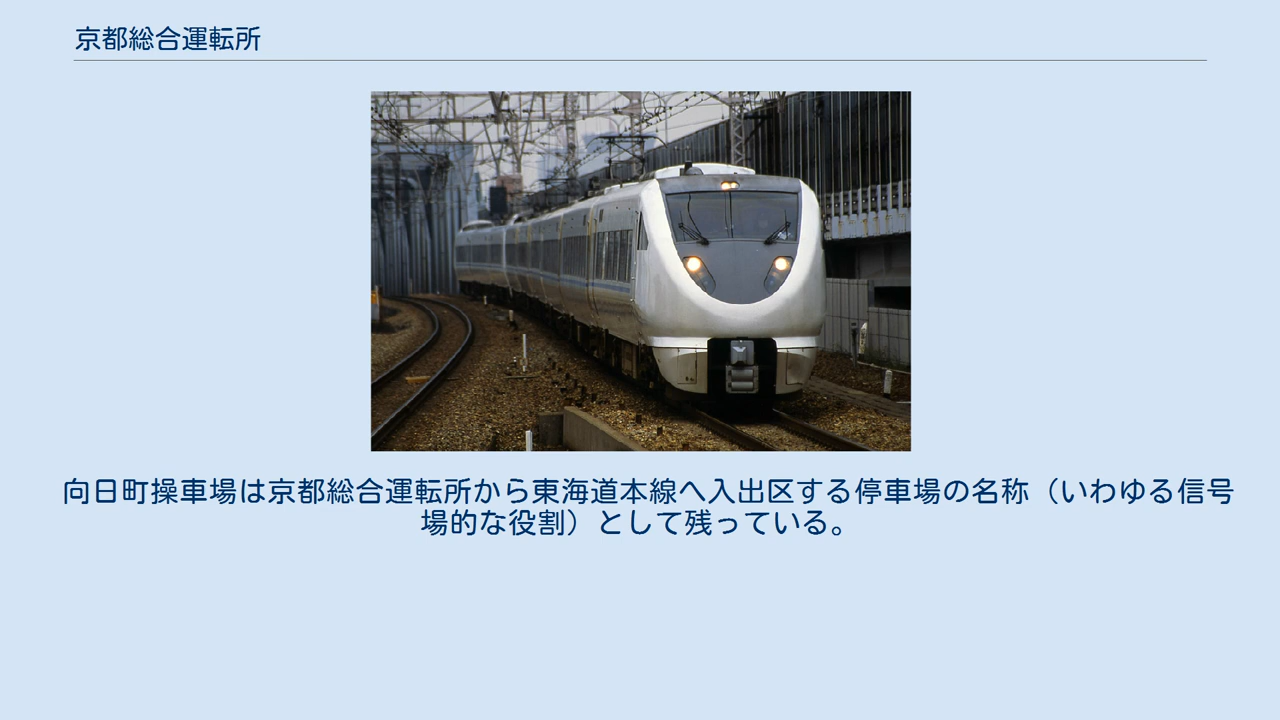 京都総合運転所
向日町操車場は京都総合運転所から東海道本線へ入出区する停車場の名称（いわゆる信号
場的な役割）として残っている。